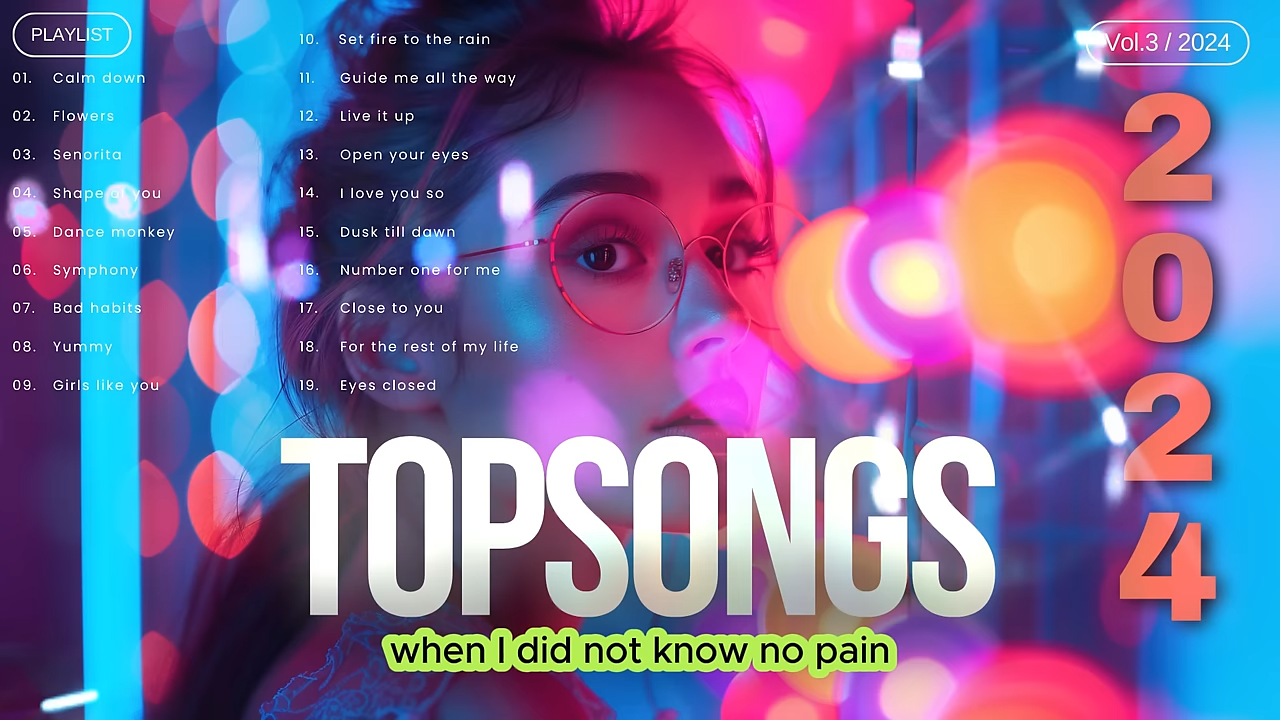 PLAYLIST
01. Calm down
02. Flowers
03. Senorita
04. Shape of you
05. Dance monkey
06. Symphony
07. Bad habits
08. Yummy
09. Girls like you
10. Set fire to the rain
11. Guide me all the way
12. Live it up
13. Open your eyes
14. I love you so
15. Dusk till dawn
16. Number one for me
17. Close to you
18. For the rest of my life
19. Eyes closed
Vol.3 / 2024
2024
TOPSONGS
when I did not know no pain